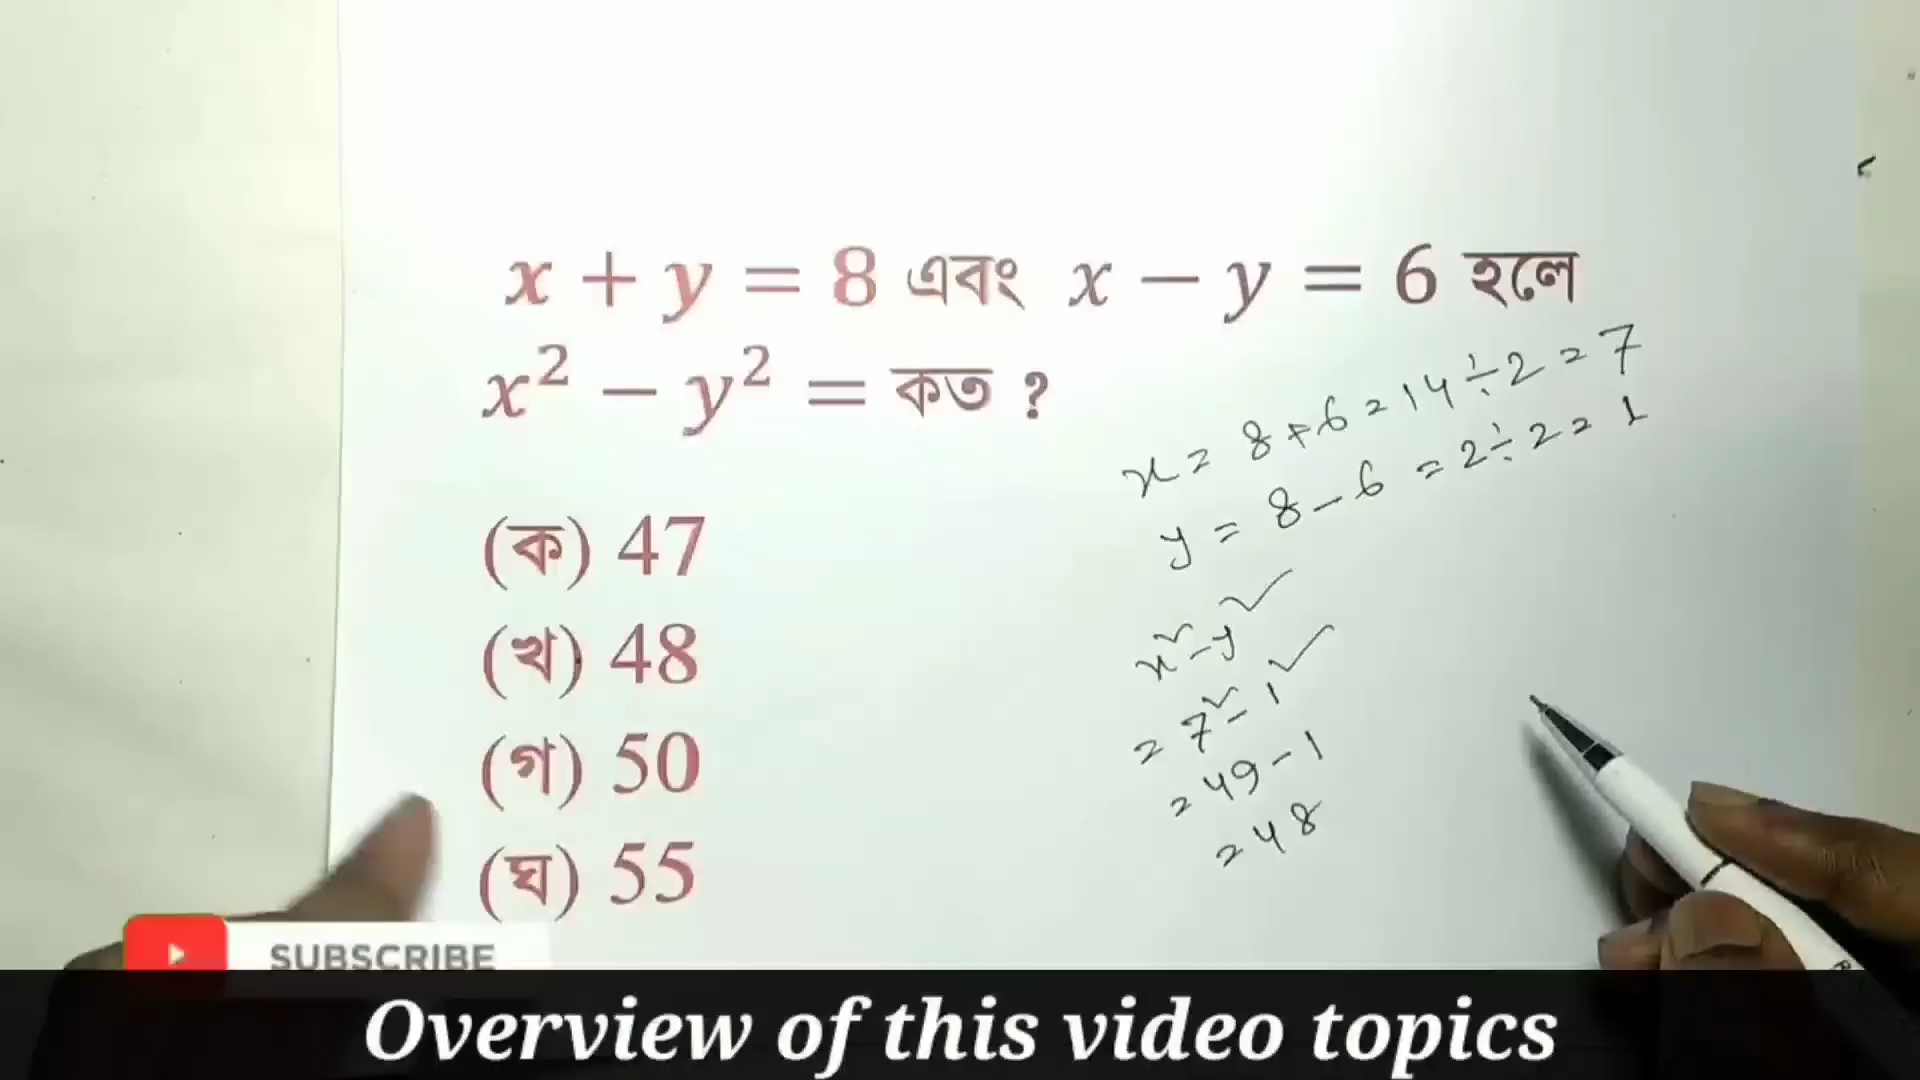 x + y = 8 এবং x − y = 6 হলে
x² − y² = কত ?
(ক) 47
(খ) 48
(গ) 50
(ঘ) 55
x = 8 + 6 = 14 ÷ 2 = 7
y = 8 − 6 = 2 ÷ 2 = 1
x² − y²
= 7² − 1²
= 49 − 1
= 48
SUBSCRIBE
Overview of this video topics